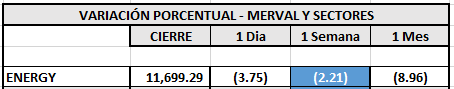 VARIACIÓN PORCENTUAL - MERVAL Y SECTORES
CIERRE 1 Dia 1 Semana 1 Mes
ENERGY 11,699.29 (3.75) (2.21) (8.96)